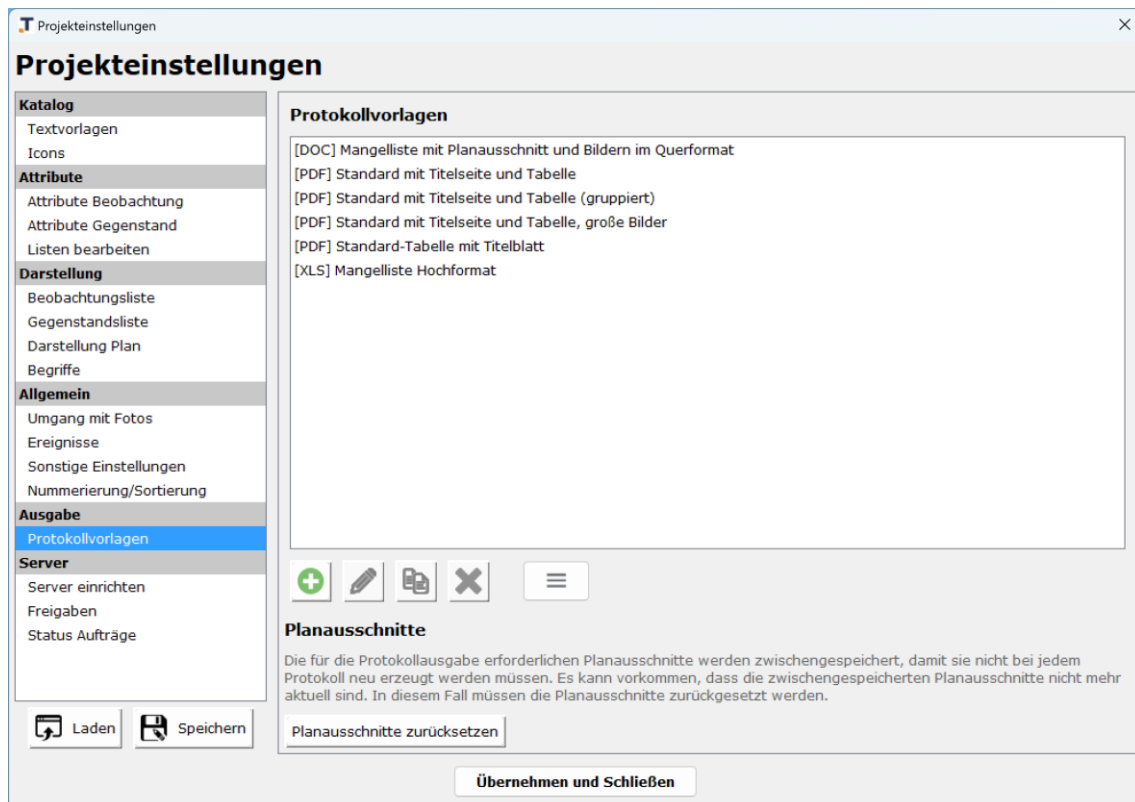 Projekteinstellungen
Projekteinstellungen
Katalog
Textvorlagen
Icons
Attribute
Attribute Beobachtung
Attribute Gegenstand
Listen bearbeiten
Darstellung
Beobachtungsliste
Gegenstandsliste
Darstellung Plan
Begriffe
Allgemein
Umgang mit Fotos
Ereignisse
Sonstige Einstellungen
Nummerierung/Sortierung
Ausgabe
Protokollvorlagen
Server
Server einrichten
Freigaben
Status Aufträge
Laden
Speichern
Protokollvorlagen
[DOC] Mangelliste mit Planausschnitt und Bildern im Querformat
[PDF] Standard mit Titelseite und Tabelle
[PDF] Standard mit Titelseite und Tabelle (gruppiert)
[PDF] Standard mit Titelseite und Tabelle, große Bilder
[PDF] Standard-Tabelle mit Titelblatt
[XLS] Mangelliste Hochformat
Planausschnitte
Die für die Protokollausgabe erforderlichen Planausschnitte werden zwischengespeichert, damit sie nicht bei jedem
Protokoll neu erzeugt werden müssen. Es kann vorkommen, dass die zwischengespeicherten Planausschnitte nicht mehr
aktuell sind. In diesem Fall müssen die Planausschnitte zurückgesetzt werden.
Planausschnitte zurücksetzen
Übernehmen und Schließen